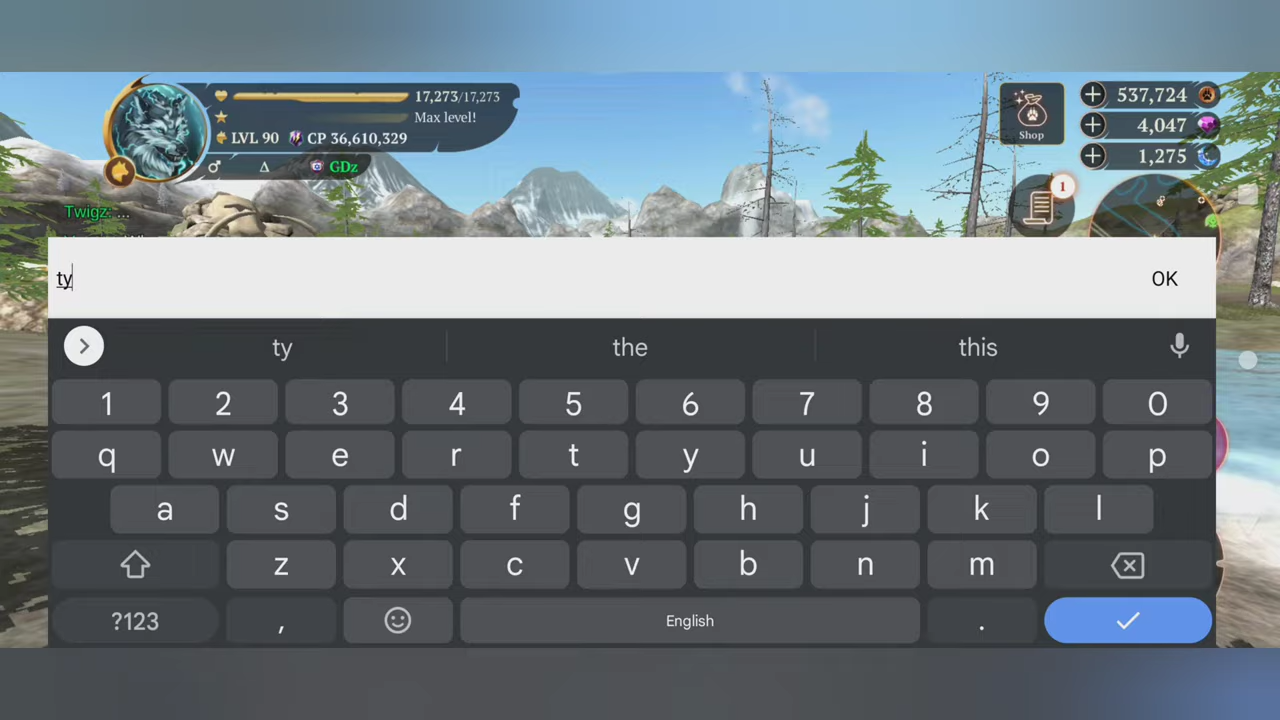 17,273/17,273
Max level!
LVL 90 CP 36,610,329
♂ Δ GDz
Shop
537,724
4,047
1,275
1
Twigz: ...
ty
OK
ty the this
1 2 3 4 5 6 7 8 9 0
q w e r t y u i o p
a s d f g h j k l
z x c v b n m
?123 , English .